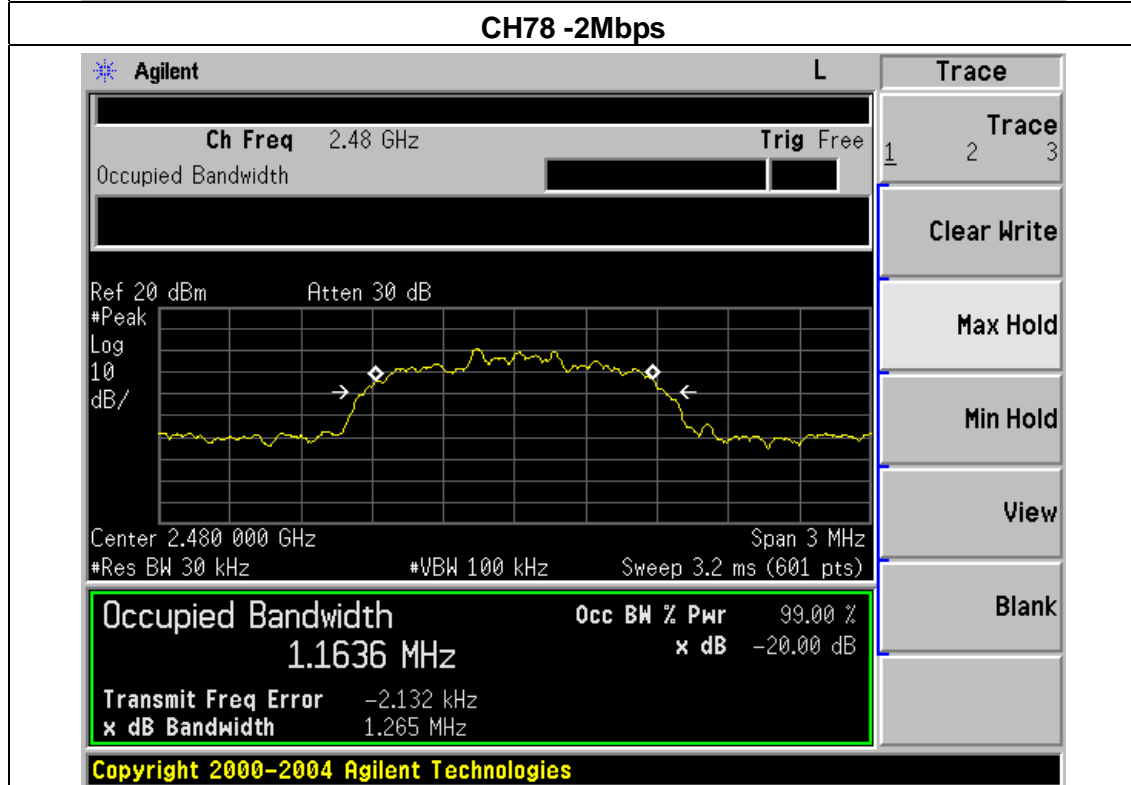 CH78 -2Mbps
Agilent L Trace
Ch Freq 2.48 GHz Trig Free
Occupied Bandwidth
Trace
1 2 3
Clear Write
Ref 20 dBm Atten 30 dB
#Peak
Log
10
dB/
Max Hold
Min Hold
View
Center 2.480 000 GHz Span 3 MHz
#Res BW 30 kHz #VBW 100 kHz Sweep 3.2 ms (601 pts)
Blank
Occupied Bandwidth Occ BW % Pwr 99.00 %
1.1636 MHz x dB -20.00 dB
Transmit Freq Error -2.132 kHz
x dB Bandwidth 1.265 MHz
Copyright 2000-2004 Agilent Technologies